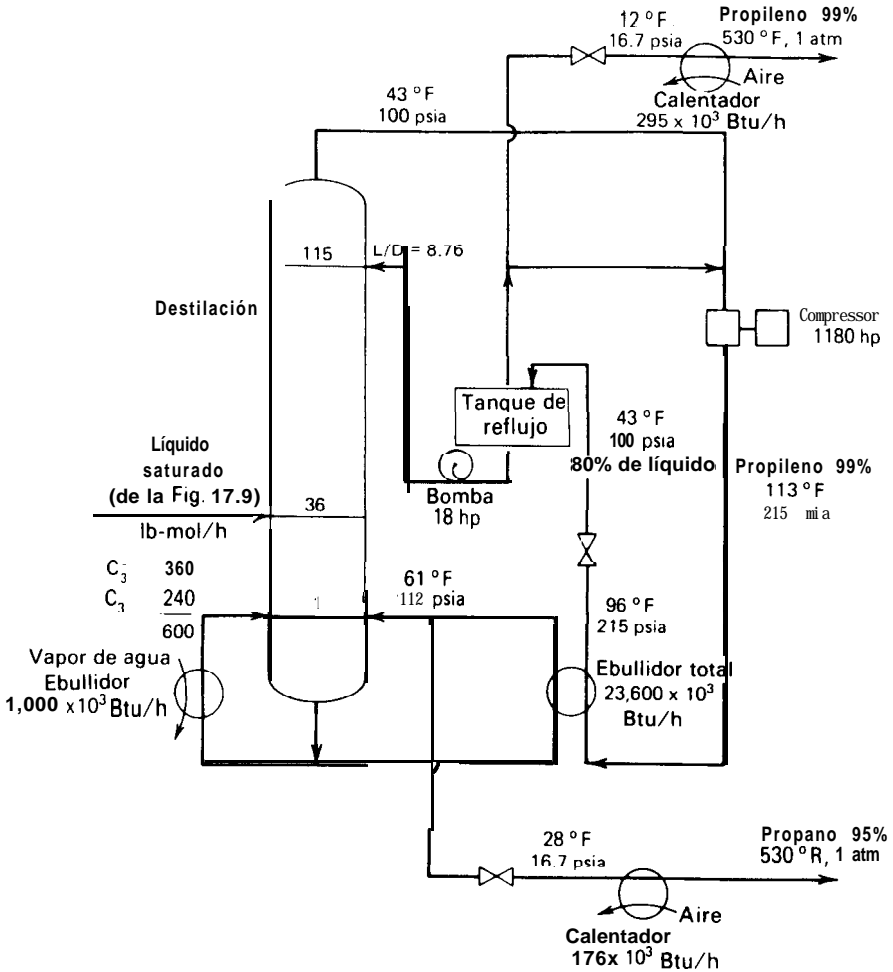 12 °F
16.7 psia
Propileno 99%
530 °F, 1 atm
Aire
Calentador
295 x 10³ Btu/h
43 °F
100 psia
115
L/D = 8.76
Destilación
Compressor
1180 hp
Tanque de
reflujo
43 °F
100 psia
80% de líquido
Propileno 99%
113 °F
215 mia
Líquido
saturado
(de la Fig. 17.9)
36
Bomba
18 hp
lb-mol/h
C₃⁻ 360
C₃ 240
600
1
61 °F
112 psia
96 °F
215 psia
Vapor de agua
Ebullidor
1,000 x10³ Btu/h
Ebullidor total
23,600 x 10³
Btu/h
28 °F
16.7 psia
Propano 95%
530 °R, 1 atm
Aire
Calentador
176x 10³ Btu/h